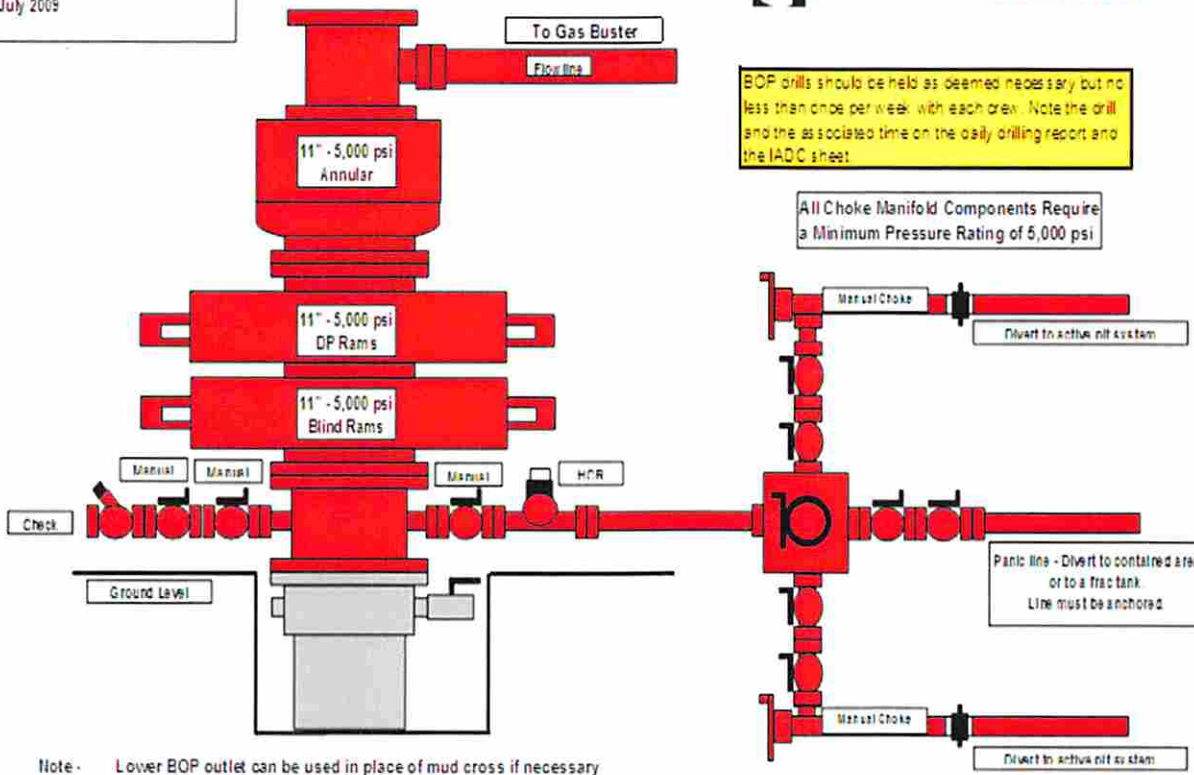 July 2009
To Gas Buster
Flow line
BOP drills should be held as deemed necessary but no
less than once per week with each crew. Note the drill
and the associated time on the daily drilling report and
the IADC sheet
11" - 5,000 psi
Annular
All Choke Manifold Components Require
a Minimum Pressure Rating of 5,000 psi
Manual Choke
Divert to active pit system
11" - 5,000 psi
DP Rams
11" - 5,000 psi
Blind Rams
Manual
Manual
Manual
HCR
Check
Panic line - Divert to contained are
or to a frac tank.
Line must be anchored
Ground Level
Manual Choke
Divert to active pit system
Note - Lower BOP outlet can be used in place of mud cross if necessary